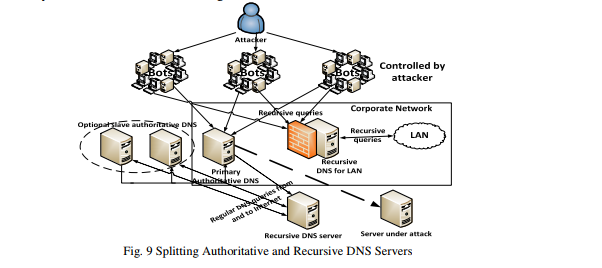 Attacker
Bots
Bots
Bots
Controlled by
attacker
Corporate Network
Recursive queries
Optional slave authoritative DNS
Recursive
queries
LAN
Primary
Authoritative DNS
Recursive
DNS for LAN
Regular DNS queries from
and to internet
Recursive DNS server
Server under attack
Fig. 9 Splitting Authoritative and Recursive DNS Servers